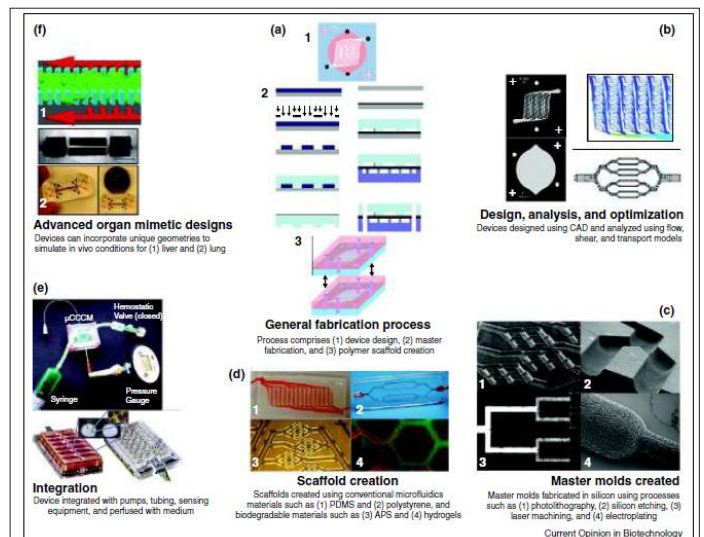 (f)
1
2
Advanced organ mimetic designs
Devices can incorporate unique geometries to
simulate in vivo conditions for (1) liver and (2) lung
(a)
1
2
3
General fabrication process
Process comprises (1) device design, (2) master
fabrication, and (3) polymer scaffold creation
(b)
Design, analysis, and optimization
Devices designed using CAD and analyzed using flow,
shear, and transport models
(e)
μCCCM
Hemostatic
Valve (closed)
Syringe
Pressure
Gauge
Integration
Device integrated with pumps, tubing, sensing
equipment, and perfused with medium
(d)
1
2
3
4
Scaffold creation
Scaffolds created using conventional microfluidics
materials such as (1) PDMS and (2) polystyrene, and
biodegradable materials such as (3) APS and (4) hydrogels
(c)
1
2
3
4
Master molds created
Master molds fabricated in silicon using processes
such as (1) photolithography, (2) silicon etching, (3)
laser machining, and (4) electroplating
Current Opinion in Biotechnology